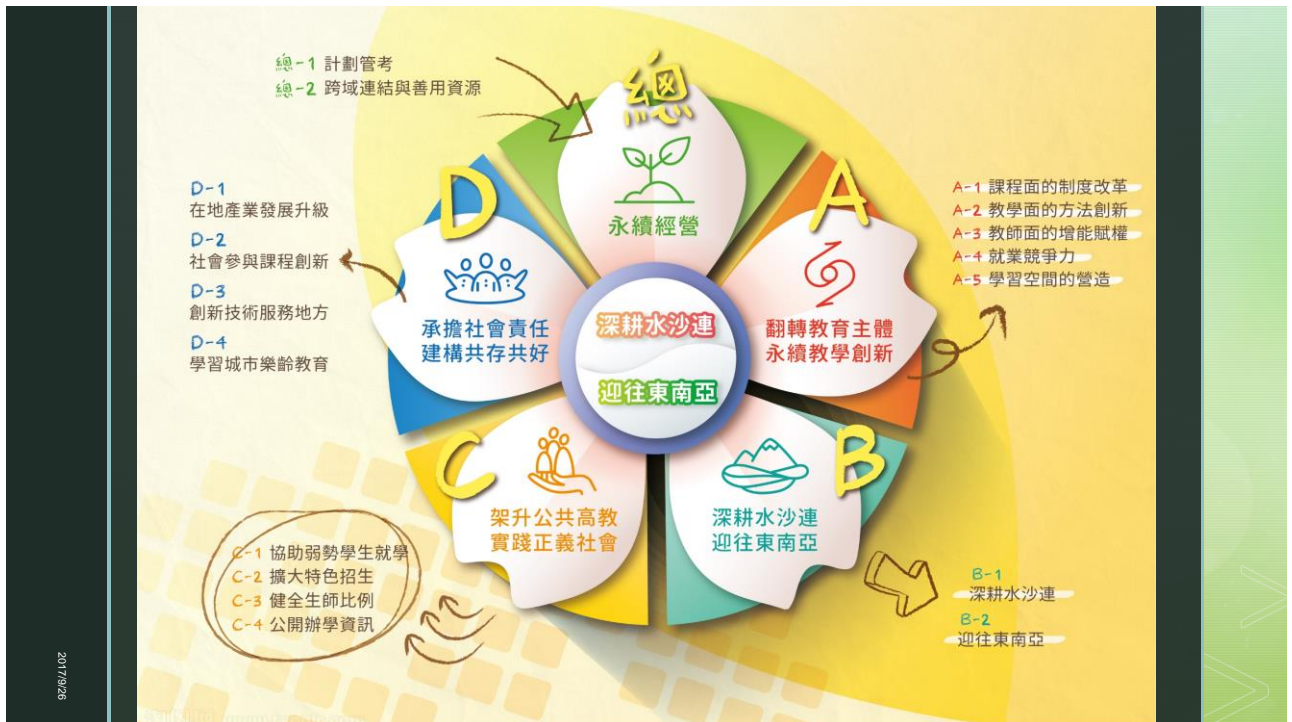 總-1 計劃管考
總-2 跨域連結與善用資源
總
永續經營
D
承擔社會責任
建構共存共好
D-1
在地產業發展升級
D-2
社會參與課程創新
D-3
創新技術服務地方
D-4
學習城市樂齡教育
A
翻轉教育主體
永續教學創新
A-1 課程面的制度改革
A-2 教學面的方法創新
A-3 教師面的增能賦權
A-4 就業競爭力
A-5 學習空間的營造
深耕水沙連
迎往東南亞
C
架升公共高教
實踐正義社會
C-1 協助弱勢學生就學
C-2 擴大特色招生
C-3 健全生師比例
C-4 公開辦學資訊
B
深耕水沙連
迎往東南亞
B-1
深耕水沙連
B-2
迎往東南亞
2017/9/26